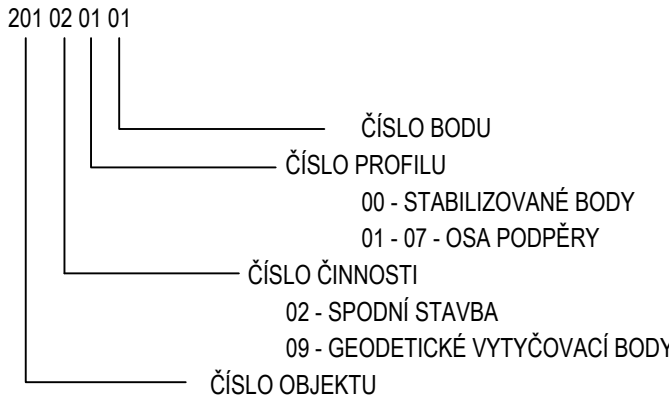 201 02 01 01
ČÍSLO BODU
ČÍSLO PROFILU
00 - STABILIZOVANÉ BODY
01 - 07 - OSA PODPĚRY
ČÍSLO ČINNOSTI
02 - SPODNÍ STAVBA
09 - GEODETICKÉ VYTYČOVACÍ BODY
ČÍSLO OBJEKTU